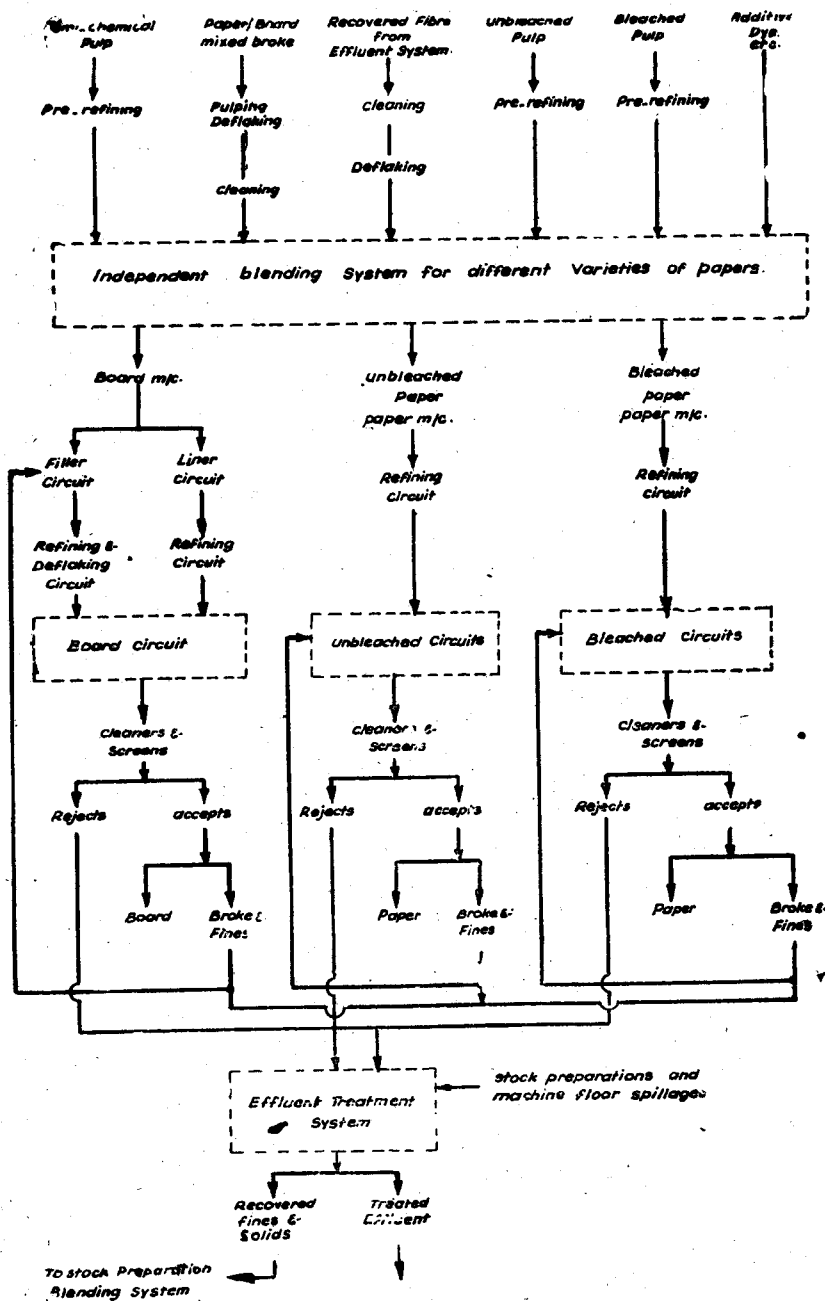 chemical
Pulp
Paper/Board
mixed broke
Recovered Fibre
from
Effluent System.
Unbleached
Pulp
Bleached
Pulp
Additive
Dye.
etc.
Pre-refining
Pulping
Deflaking
Cleaning
Pre-refining
Pre-refining
Cleaning
Deflaking
Independent blending System for different Varieties of papers.
Board m/c.
unbleached
Paper
paper m/c.
Bleached
paper
paper m/c.
Filler
Circuit
Liner
Circuit
Refining
Circuit
Refining
Circuit
Refining &
Deflaking
Circuit
Refining
Circuit
Board Circuit
Unbleached Circuits
Bleached Circuits
Cleaners &
Screens
Cleaners &
Screens
Cleaners &
screens
Rejects
accepts
Rejects
accepts
Rejects
accepts
Board
Broke &
Fines
Paper
Broke &
Fines
Paper
Broke &
Fines
Effluent Treatment
System
stock preparations and
machine floor spillages
Recovered
fines &
Solids
Treated
Effluent
To stock Preparation
Blending System